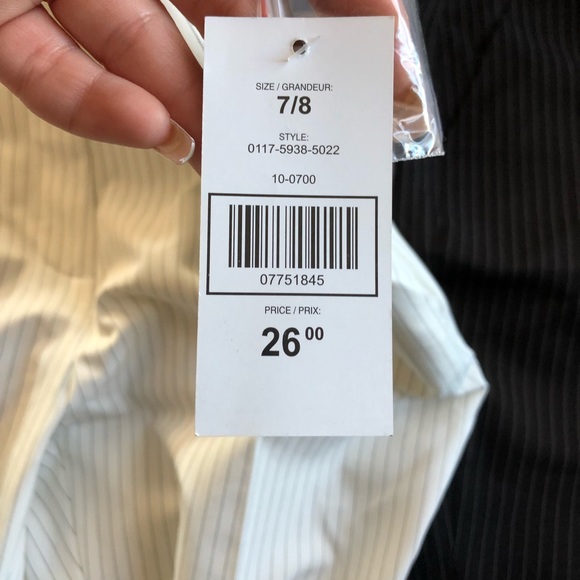 SIZE / GRANDEUR:
7/8
STYLE:
0117-5938-5022
10-0700
07751845
PRICE / PRIX:
26 00